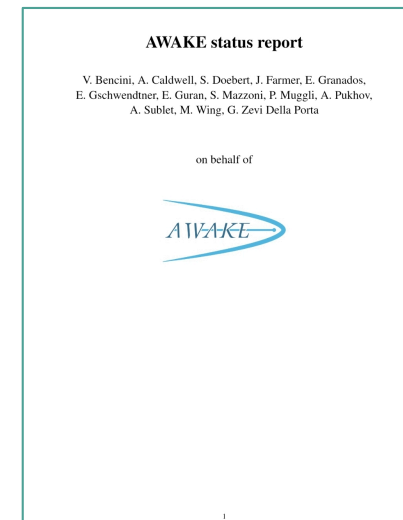 AWAKE status report
V. Bencini, A. Caldwell, S. Doebert, J. Farmer, E. Granados,
E. Gschwendtner, E. Guran, S. Mazzoni, P. Muggli, A. Pukhov,
A. Sublet, M. Wing, G. Zevi Della Porta
on behalf of
AWAKE
1